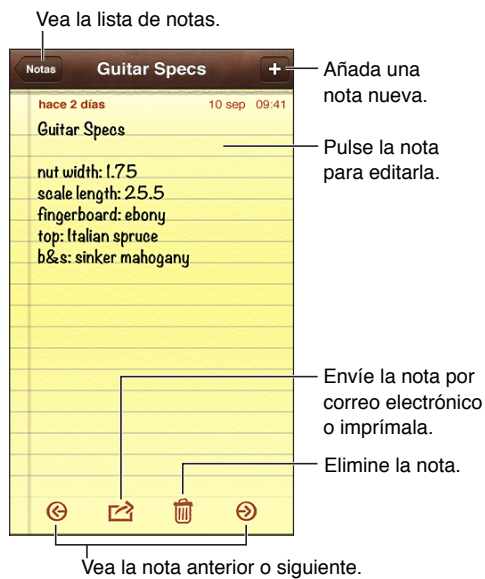 Vea la lista de notas.
Notas
Guitar Specs
+
Añada una
nota nueva.
hace 2 días
10 sep 09:41
Guitar Specs
Pulse la nota
para editarla.
nut width: 1.75
scale length: 25.5
fingerboard: ebony
top: Italian spruce
b&s: sinker mahogany
Envíe la nota por
correo electrónico
o imprímala.
Elimine la nota.
Vea la nota anterior o siguiente.